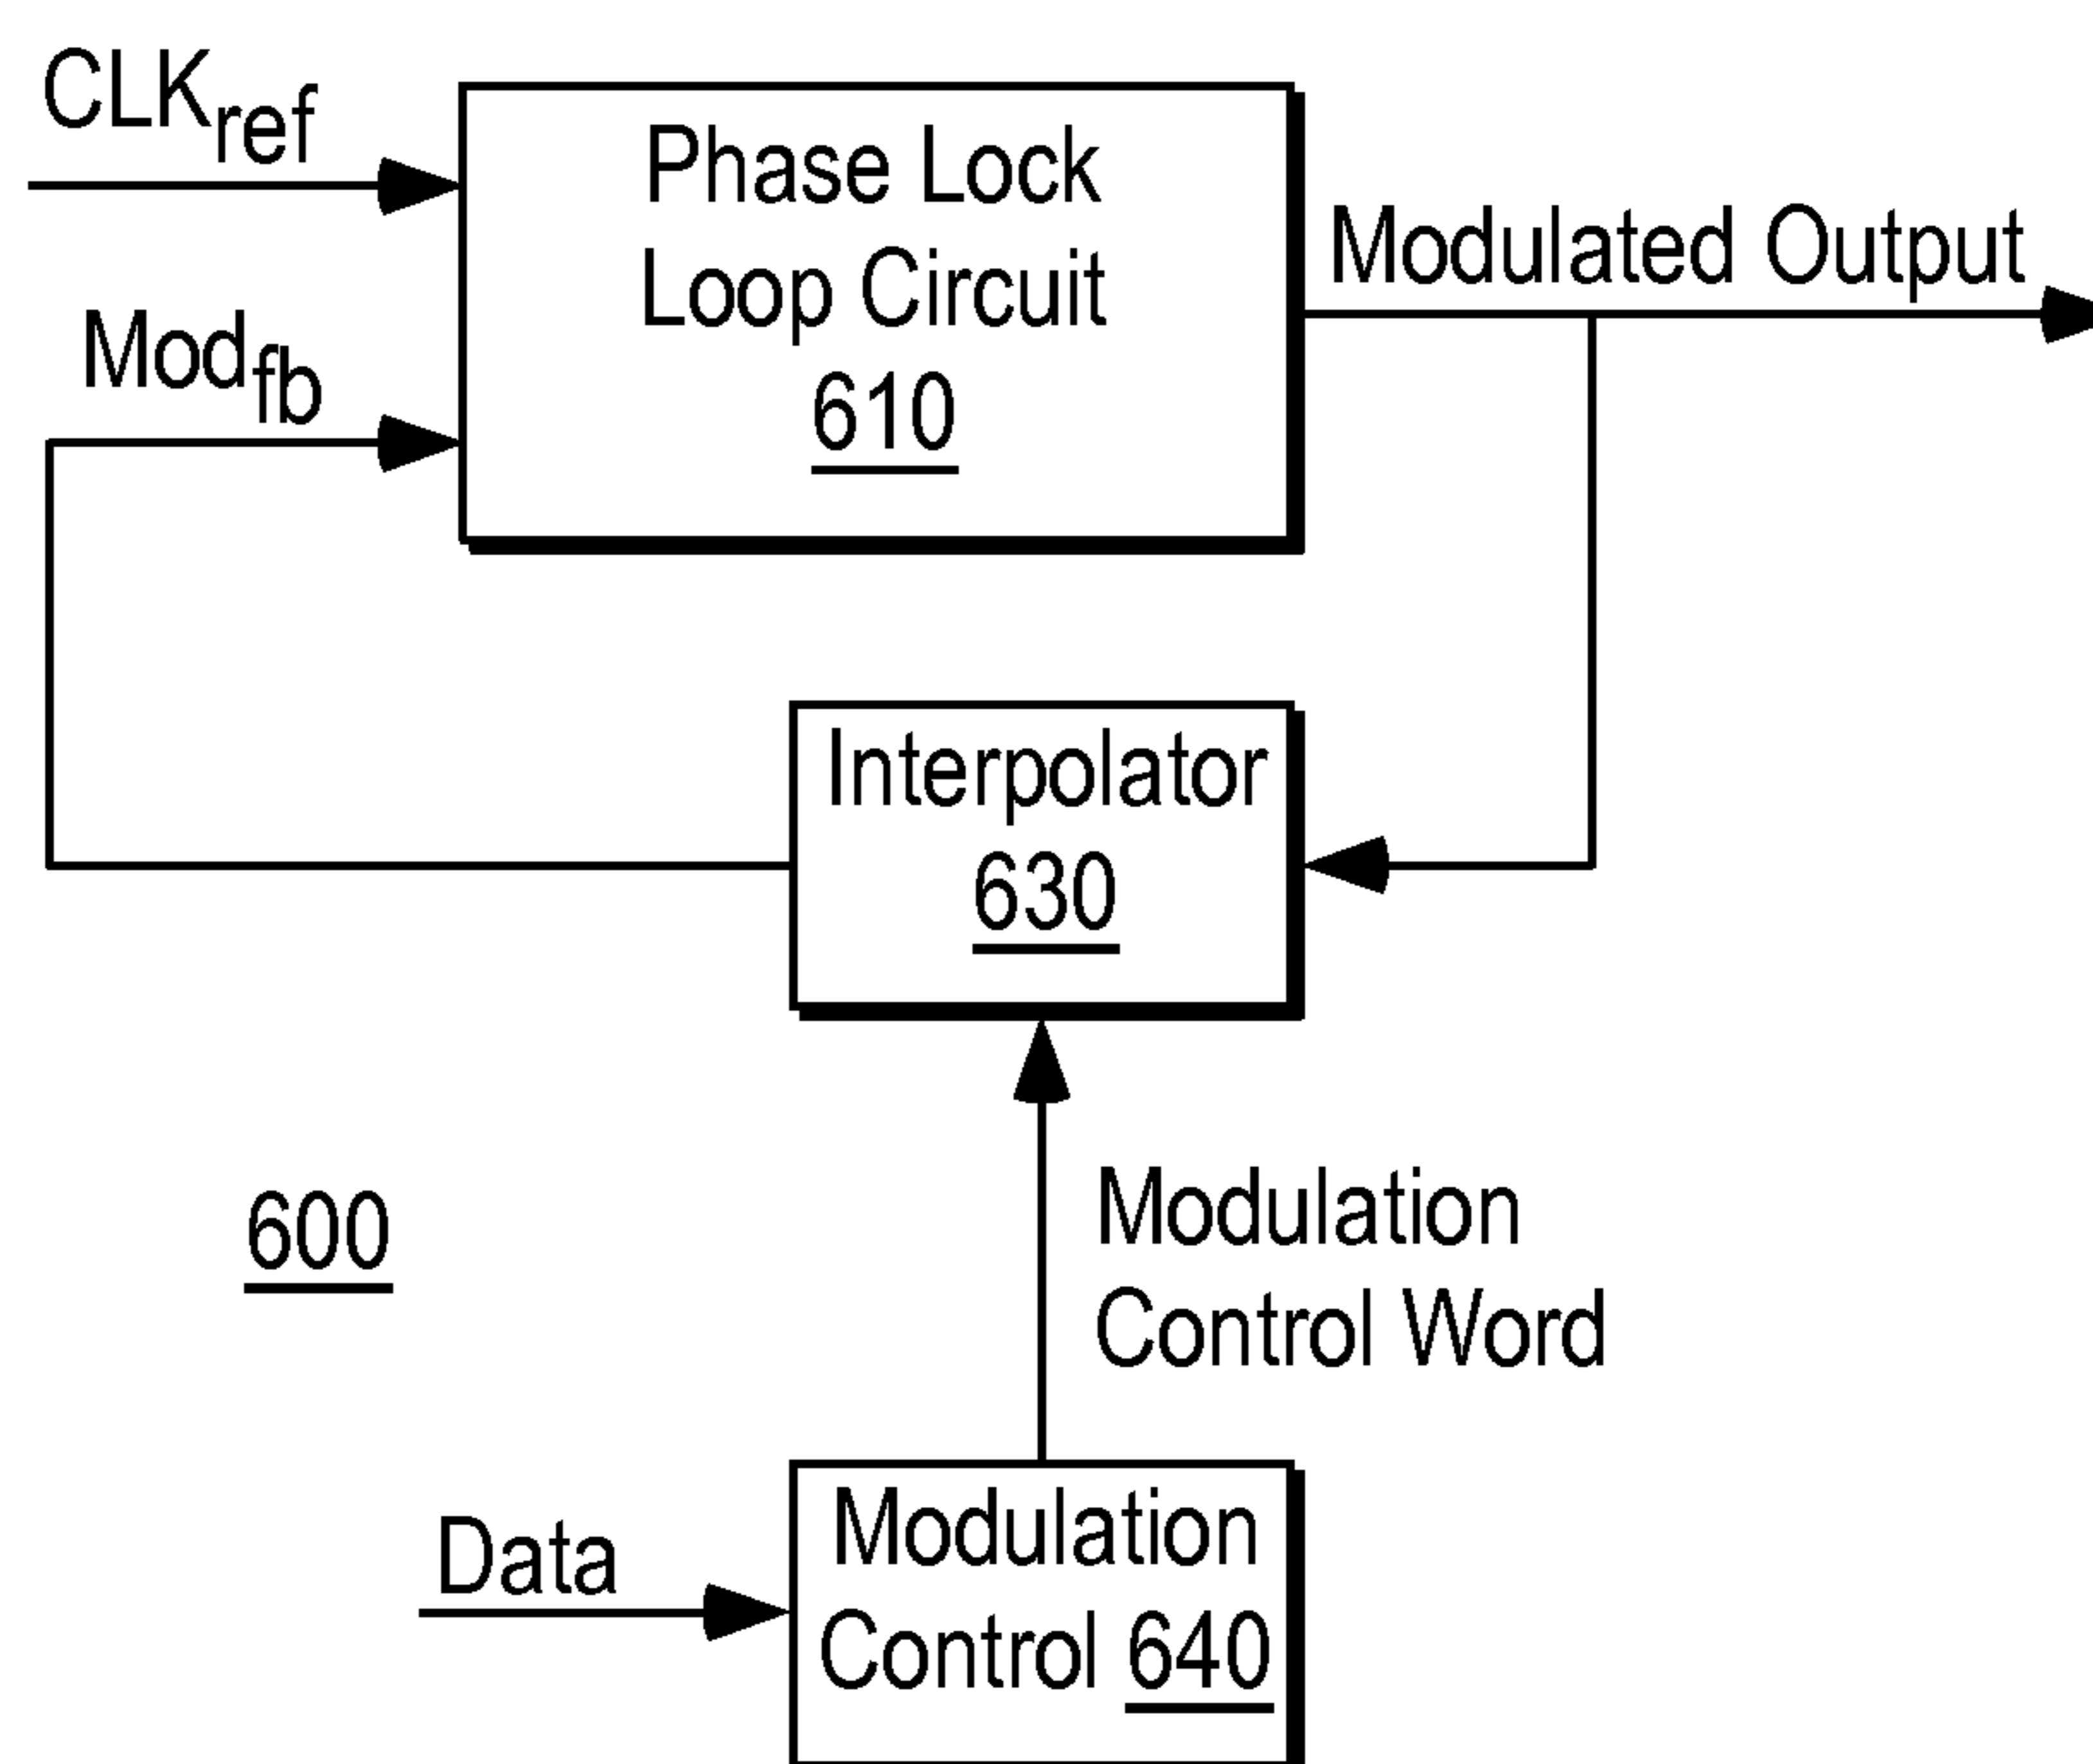 CLKref
Phase Lock
Loop Circuit
610
Modulated Output
Modfb
Interpolator
630
600
Modulation
Control Word
Data
Modulation
Control 640